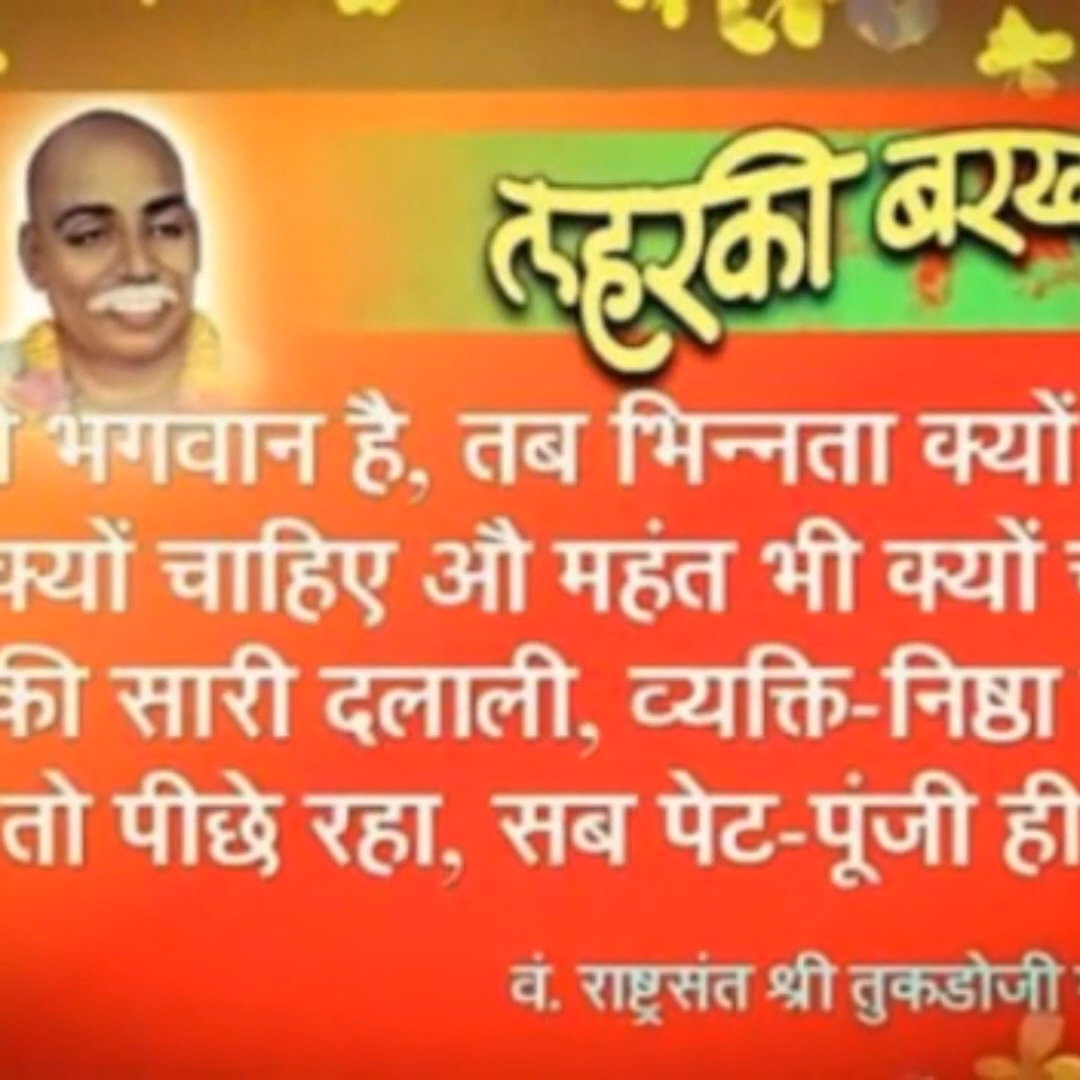 लहरकी बरख
भगवान है, तब भिन्नता क्यों
क्यों चाहिए औ महंत भी क्यों
की सारी दलाली, व्यक्ति-निष्ठा
तो पीछे रहा, सब पेट-पूंजी ही
वं. राष्ट्रसंत श्री तुकडोजी